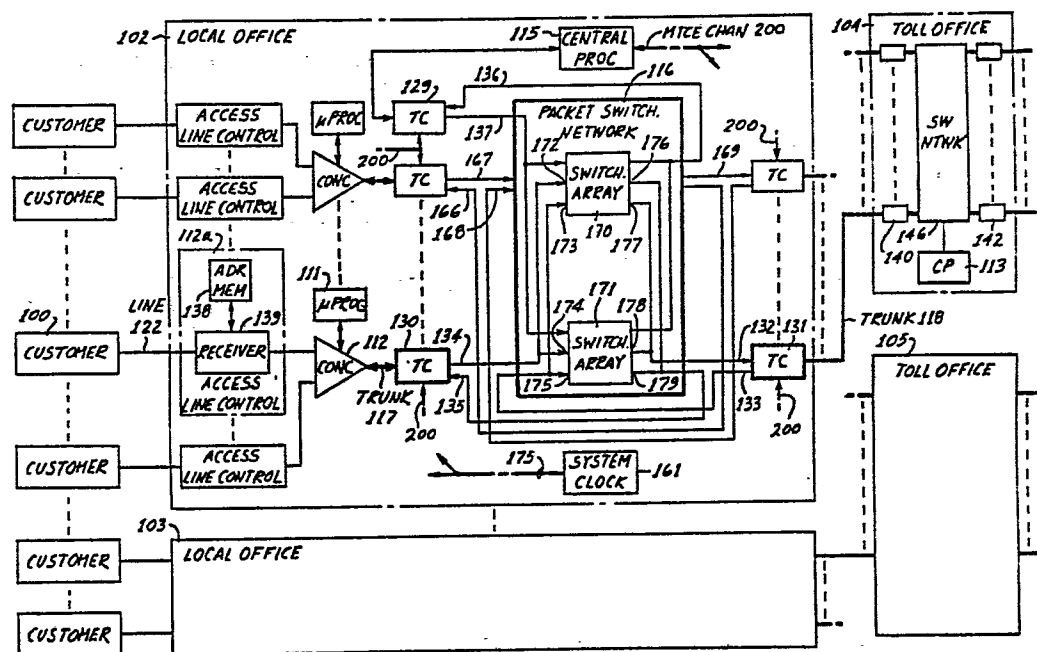 102
LOCAL OFFICE
115
CENTRAL PROC
MTCE CHAN 200
104
TOLL OFFICE
136
116
129
TC
137
PACKET SWITCH. NETWORK
CUSTOMER
ACCESS LINE CONTROL
μPROC
200
CONC
TC
167
166
168
172
SWITCH. ARRAY
173
170
176
177
169
200
TC
SW NTWK
CUSTOMER
ACCESS LINE CONTROL
140
146
142
CP
113
112a
ADR MEM
138
139
RECEIVER
ACCESS LINE CONTROL
111
μPROC
112
CONC
TRUNK 117
130
TC
134
135
200
171
174
SWITCH. ARRAY
175
178
179
132
131
TC
133
200
TRUNK 118
100
LINE 122
CUSTOMER
105
TOLL OFFICE
CUSTOMER
ACCESS LINE CONTROL
175
SYSTEM CLOCK
161
103
LOCAL OFFICE
CUSTOMER
CUSTOMER